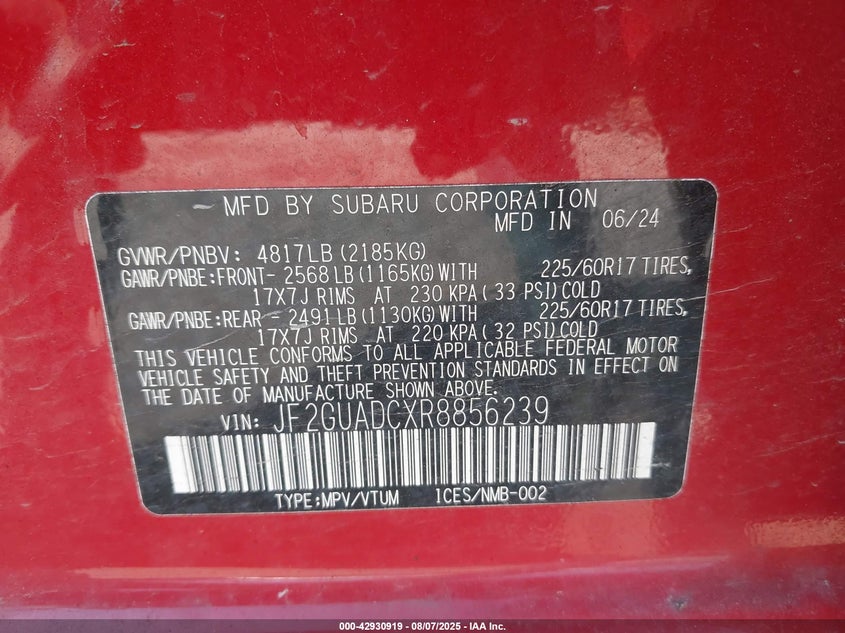 MFD BY SUBARU CORPORATION
MFD IN 06/24
GVWR/PNBV: 4817LB (2185KG)
GAWR/PNBE:FRONT- 2568LB (1165KG) WITH 225/60R17 TIRES,
17X7J RIMS AT 230 KPA ( 33 PSI) COLD
GAWR/PNBE:REAR - 2491LB (1130KG) WITH 225/60R17 TIRES,
17X7J RIMS AT 220 KPA ( 32 PSI) COLD
THIS VEHICLE CONFORMS TO ALL APPLICABLE FEDERAL MOTOR
VEHICLE SAFETY AND THEFT PREVENTION STANDARDS IN EFFECT ON
THE DATE OF MANUFACTURE SHOWN ABOVE.
VIN: JF2GUADCXR8856239
TYPE:MPV/VTUM ICES/NMB-002
000-42930919 - 08/07/2025 - IAA Inc.